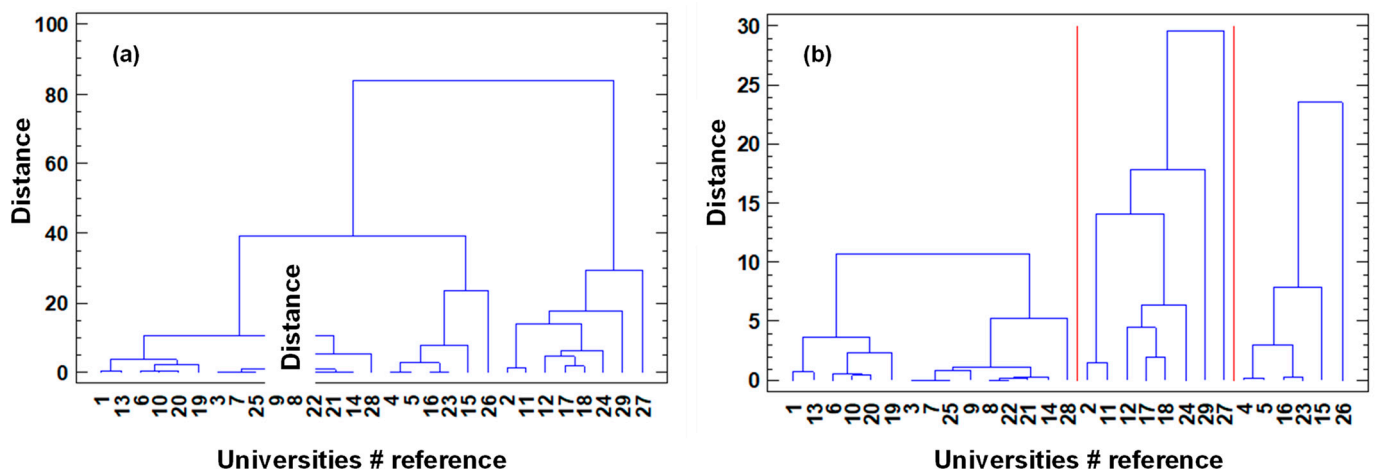 (a)
Distance
100
80
60
40
20
0
Distance
1 13 6 10 20 19 3 7 25 9 8 22 21 14 28 4 5 16 23 15 26 2 11 12 17 18 24 29 27
Universities # reference
(b)
Distance
30
25
20
15
10
5
0
1 13 6 10 20 19 3 7 25 9 8 22 21 14 28 2 11 12 17 18 24 29 27 4 5 16 23 15 26
Universities # reference